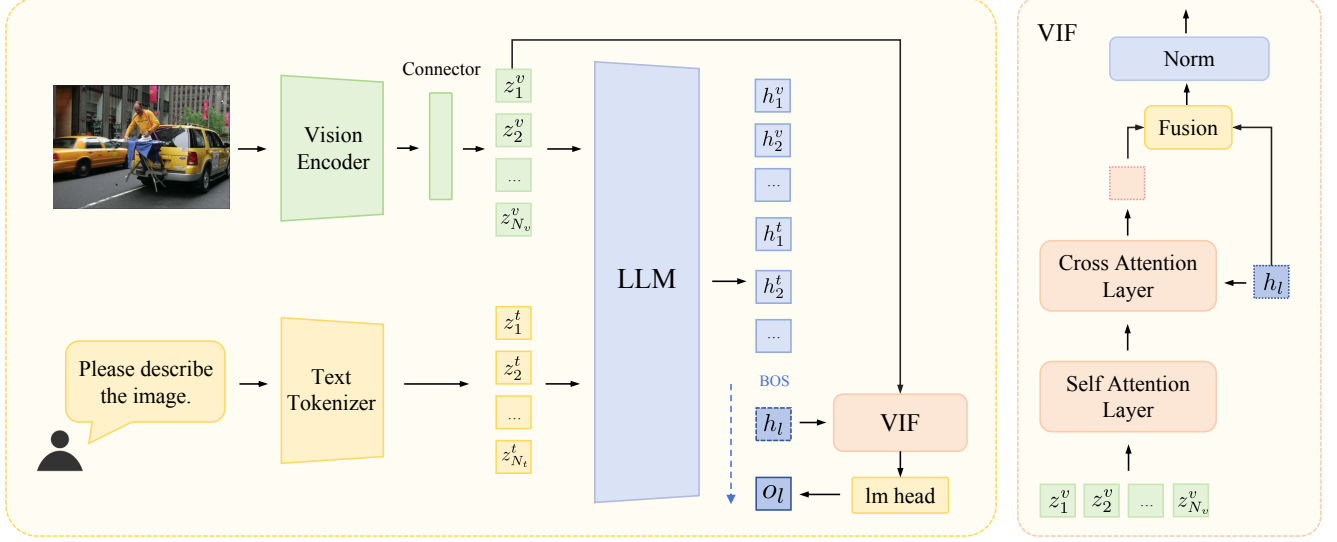 Connector
Vision
Encoder
z_1^v
z_2^v
...
z_{N_v}^v
Please describe
the image.
Text
Tokenizer
z_1^t
z_2^t
...
z_{N_t}^t
LLM
h_1^v
h_2^v
...
h_1^t
h_2^t
...
BOS
h_l
VIF
o_l
lm head
VIF
Norm
Fusion
Cross Attention
Layer
h_l
Self Attention
Layer
z_1^v z_2^v ... z_{N_v}^v